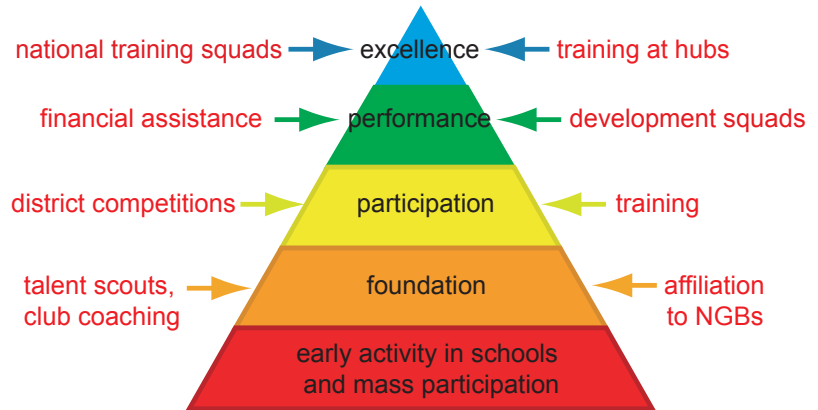 national training squads excellence training at hubs
financial assistance performance development squads
district competitions participation training
talent scouts,
club coaching
foundation
affiliation
to NGBs
early activity in schools
and mass participation